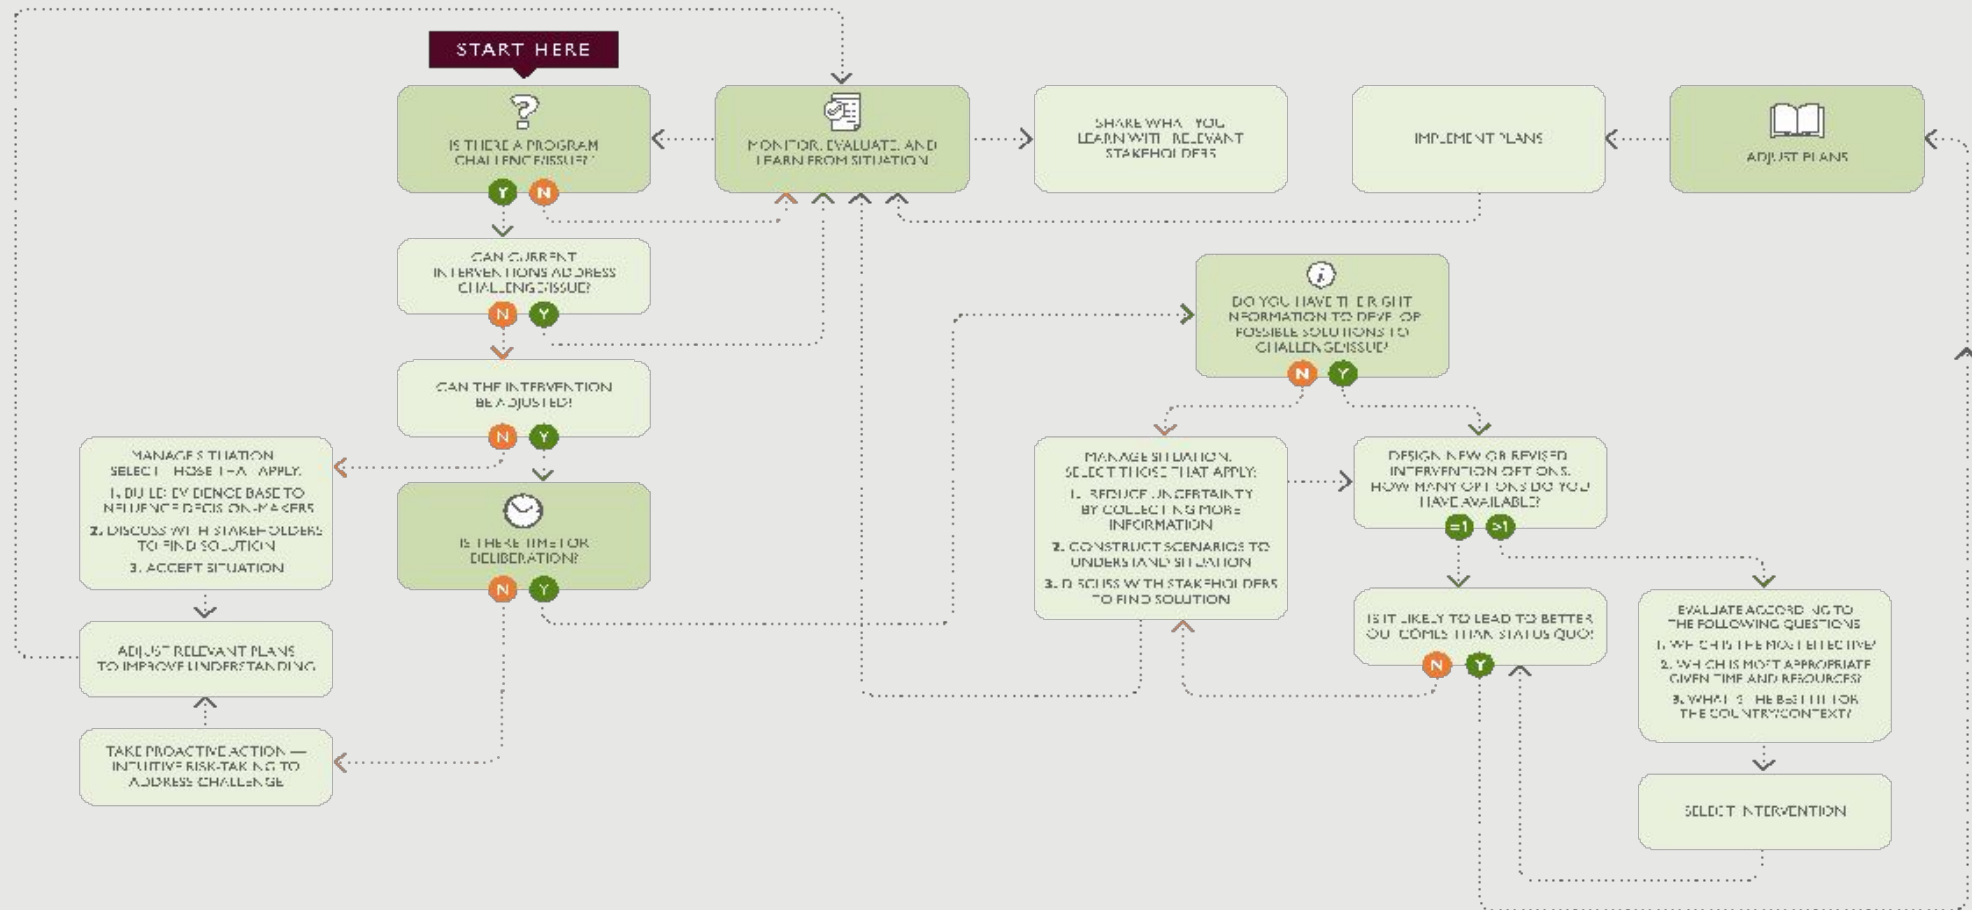 START HERE
IS THERE A PROGRAM
CHALLENGE/ISSUE?
Y N
MONITOR, EVALUATE, AND
LEARN FROM SITUATION
SHARE WHAT YOU
LEARN WITH RELEVANT
STAKEHOLDERS
IMPLEMENT PLANS
ADJUST PLANS
CAN CURRENT
INTERVENTIONS ADDRESS
CHALLENGE/ISSUE?
N Y
CAN THE INTERVENTION
BE ADJUSTED?
N Y
MANAGE SITUATION
SELECT THOSE THAT APPLY:
1. BUILD EVIDENCE BASE TO
INFLUENCE DECISION-MAKERS
2. DISCUSS WITH STAKEHOLDERS
TO FIND SOLUTION
3. ACCEPT SITUATION
IS THERE TIME FOR
DELIBERATION?
N Y
ADJUST RELEVANT PLANS
TO IMPROVE UNDERSTANDING
TAKE PROACTIVE ACTION —
INTUITIVE RISK-TAKING TO
ADDRESS CHALLENGE
i
DO YOU HAVE THE RIGHT
INFORMATION TO DEVELOP
POSSIBLE SOLUTIONS TO
CHALLENGE/ISSUE?
N Y
MANAGE SITUATION.
SELECT THOSE THAT APPLY:
1. REDUCE UNCERTAINTY
BY COLLECTING MORE
INFORMATION
2. CONSTRUCT SCENARIOS TO
UNDERSTAND SITUATION
3. DISCUSS WITH STAKEHOLDERS
TO FIND SOLUTION
DESIGN NEW OR REVISED
INTERVENTION OPTIONS.
HOW MANY OPTIONS DO YOU
HAVE AVAILABLE?
=1 >1
IS IT LIKELY TO LEAD TO BETTER
OUTCOMES THAN STATUS QUO?
N Y
EVALUATE ACCORDING TO
THE FOLLOWING QUESTIONS
1. WHICH IS THE MOST EFFECTIVE?
2. WHICH IS MOST APPROPRIATE
GIVEN TIME AND RESOURCES?
3. WHAT IS THE BEST FIT FOR
THE COUNTRY/CONTEXT?
SELECT INTERVENTION